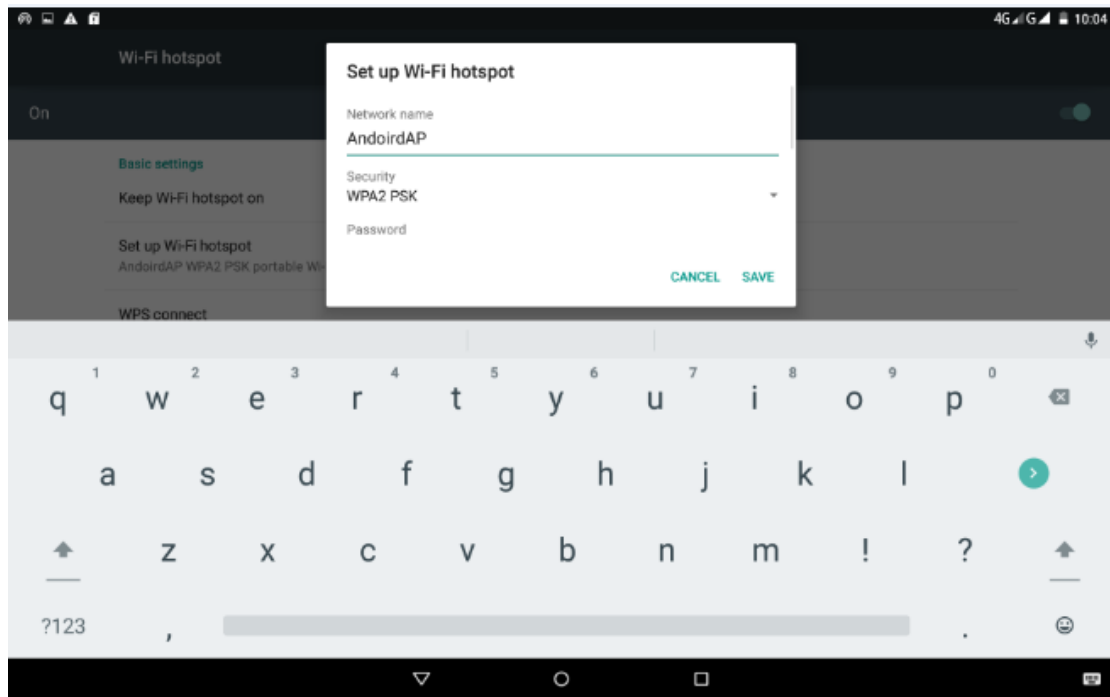 4G G 10:04
Wi-Fi hotspot
On
Basic settings
Keep Wi-Fi hotspot on
Set up Wi-Fi hotspot
AndoirdAP WPA2 PSK portable Wi-
WPS connect
Set up Wi-Fi hotspot
Network name
AndoirdAP
Security
WPA2 PSK
Password
CANCEL SAVE
1 2 3 4 5 6 7 8 9 0
q w e r t y u i o p
a s d f g h j k l
z x c v b n m ! ?
?123 , .